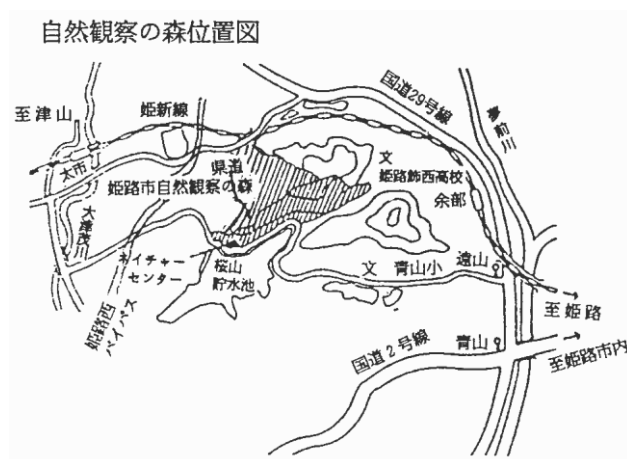 自然観察の森位置図
至津山
姫新線
国道29号線
夢前川
太市
県道
文
姫路市自然観察の森
姫路飾西高校
余部
大津茂川
ネイチャー
センター
桜山
貯水池
文 青山小
遠山
姫路西
バイパス
至姫路
国道2号線
青山
至姫路市内